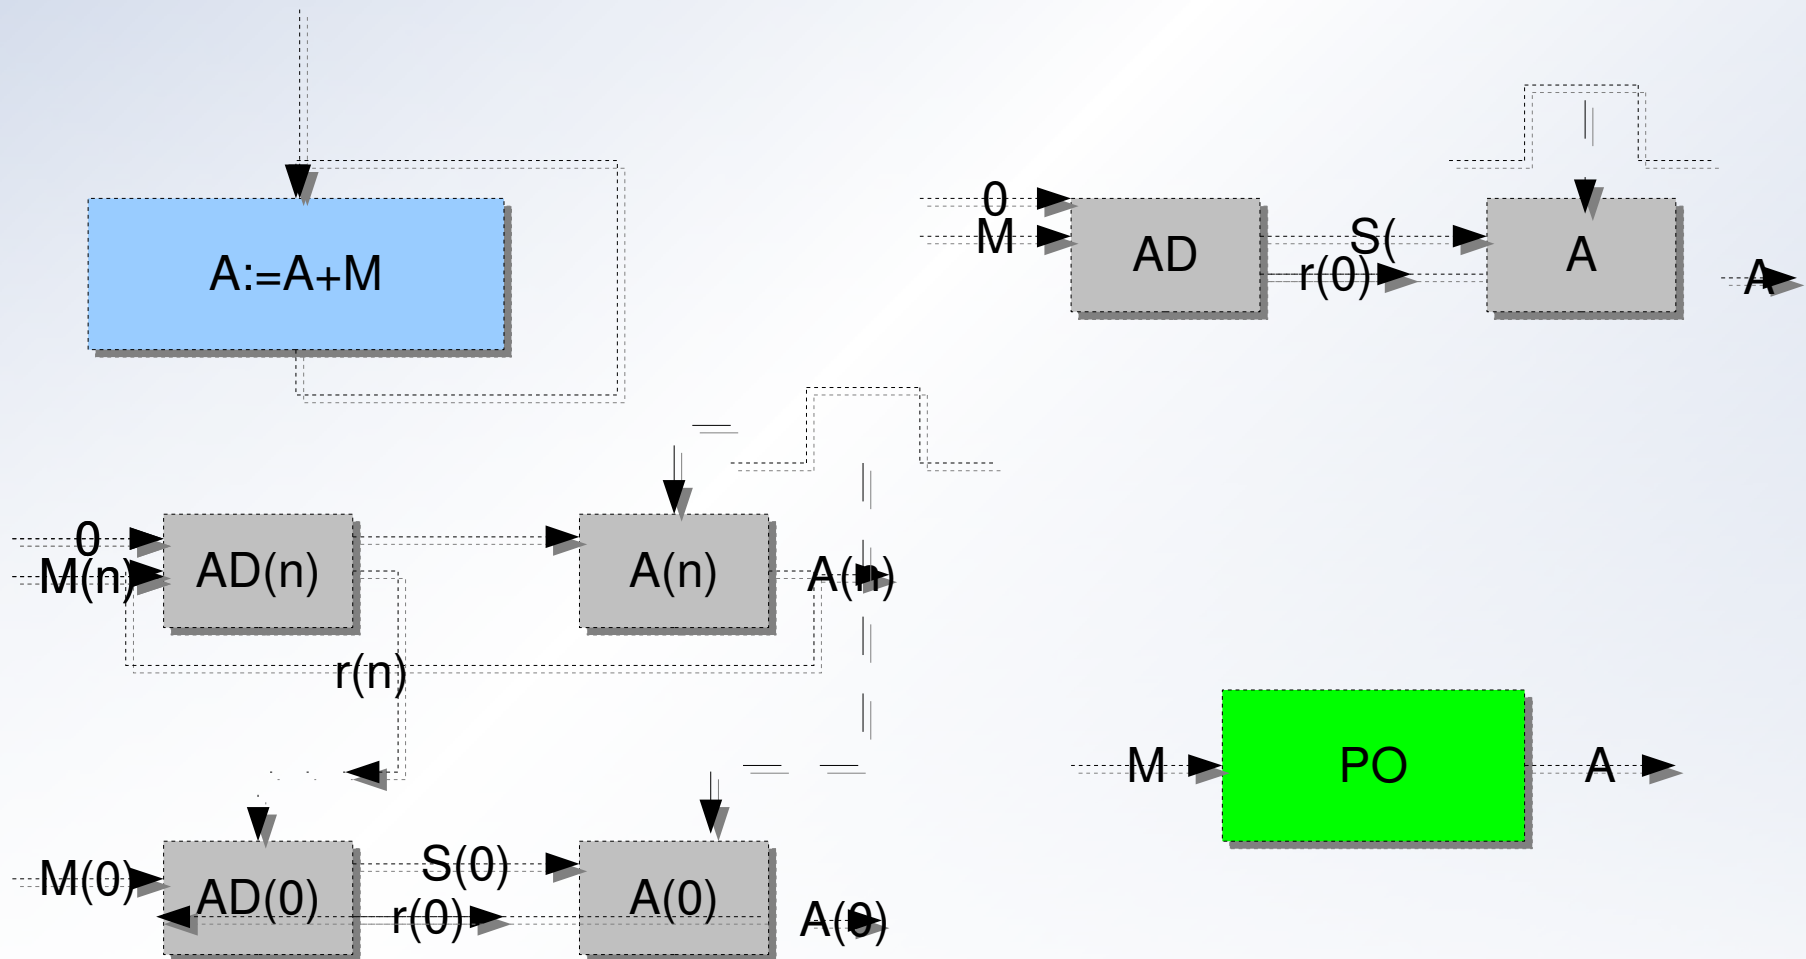 0
M
AD
S(
r(0)
A
A
A:=A+M
0
M(n)
AD(n)
A(n)
A(n)
r(n)
M
PO
A
M(0)
AD(0)
S(0)
r(0)
A(0)
A(0)